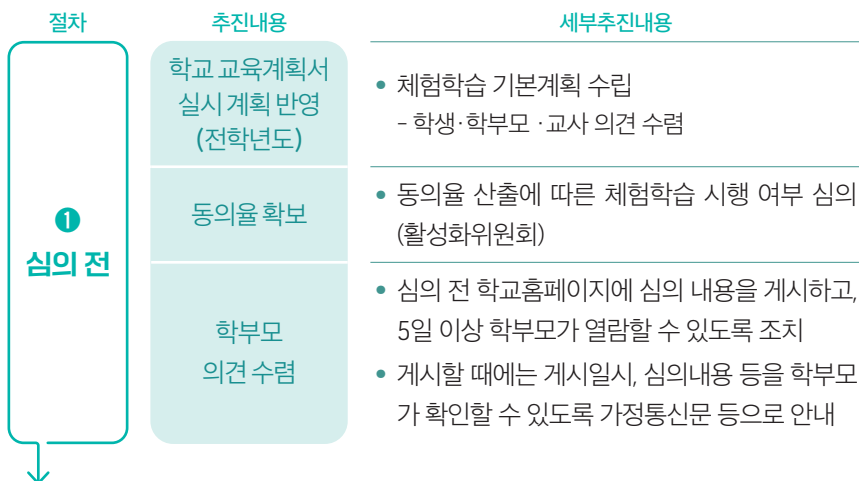 절차
추진내용
세부추진내용
❶
심의 전
학교 교육계획서
실시 계획 반영
(전학년도)
• 체험학습 기본계획 수립
- 학생·학부모 ·교사 의견 수렴
동의율 확보
• 동의율 산출에 따른 체험학습 시행 여부 심의
(활성화위원회)
학부모
의견 수렴
• 심의 전 학교홈페이지에 심의 내용을 게시하고,
5일 이상 학부모가 열람할 수 있도록 조치
• 게시할 때에는 게시일시, 심의내용 등을 학부모
가 확인할 수 있도록 가정통신문 등으로 안내